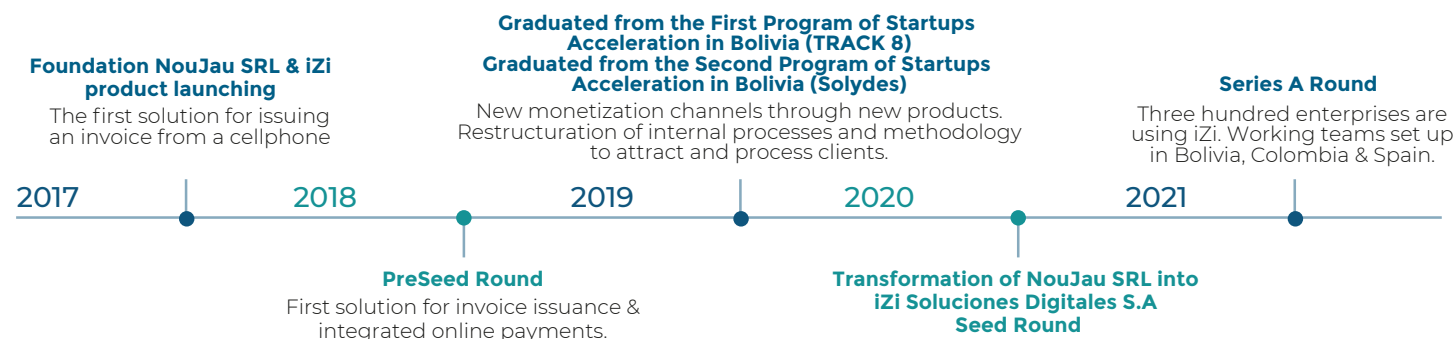 Graduated from the First Program of Startups
Acceleration in Bolivia (TRACK 8)
Graduated from the Second Program of Startups
Acceleration in Bolivia (Solydes)
New monetization channels through new products.
Restructuration of internal processes and methodology
to attract and process clients.
Foundation NouJau SRL & iZi
product launching
The first solution for issuing
an invoice from a cellphone
Series A Round
Three hundred enterprises are
using iZi. Working teams set up
in Bolivia, Colombia & Spain.
2017
2018
2019
2020
2021
PreSeed Round
First solution for invoice issuance &
integrated online payments.
Transformation of NouJau SRL into
iZi Soluciones Digitales S.A
Seed Round